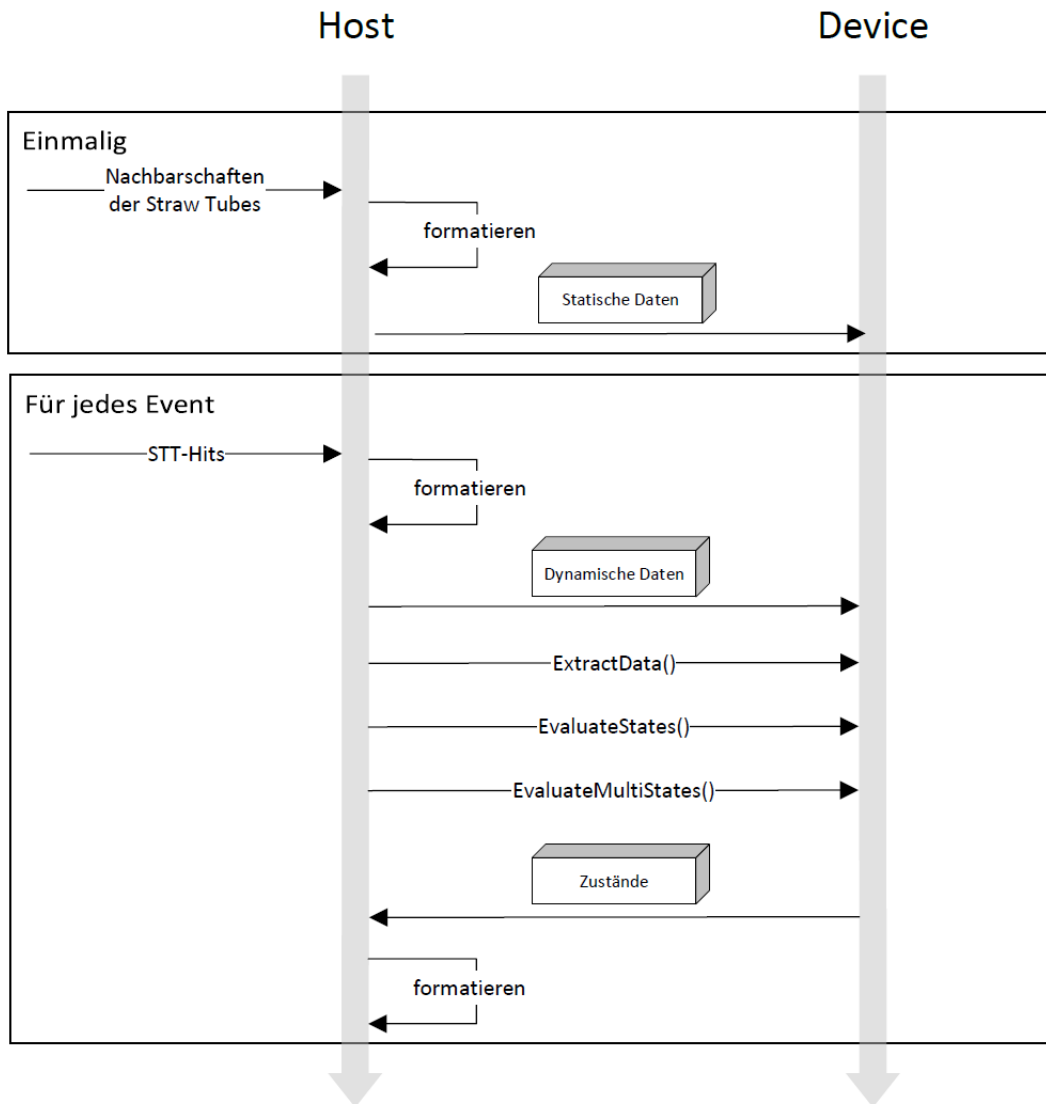 Host
Device
Einmalig
Nachbarschaften
der Straw Tubes
formatieren
Statische Daten
Für jedes Event
STT-Hits
formatieren
Dynamische Daten
ExtractData()
EvaluateStates()
EvaluateMultiStates()
Zustände
formatieren